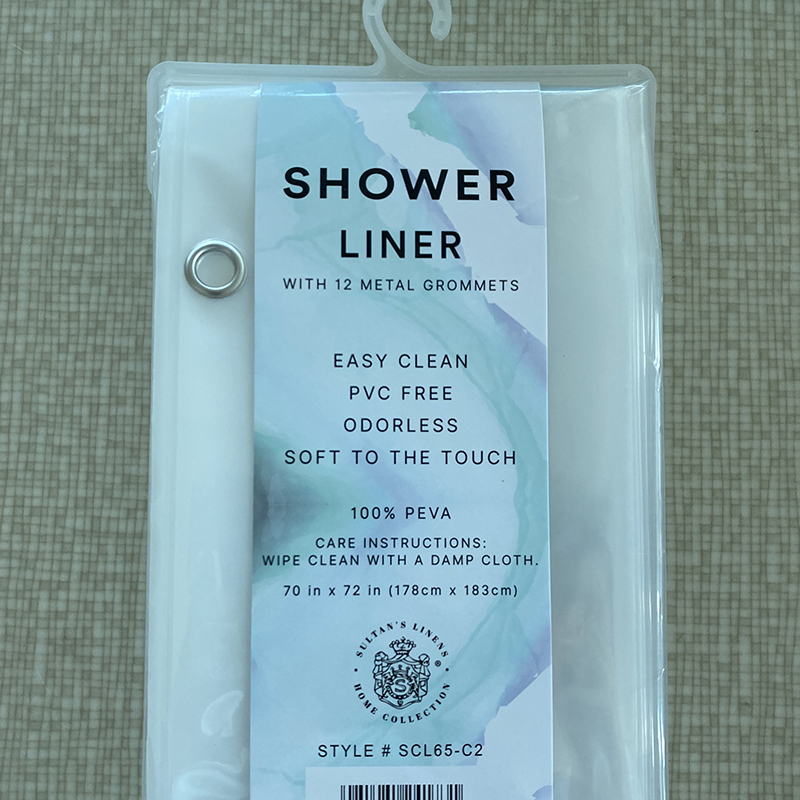 SHOWER
LINER
WITH 12 METAL GROMMETS
EASY CLEAN
PVC FREE
ODORLESS
SOFT TO THE TOUCH
100% PEVA
CARE INSTRUCTIONS:
WIPE CLEAN WITH A DAMP CLOTH.
70 in x 72 in (178cm x 183cm)
• SULTAN'S LINENS •
S
®
HOME COLLECTION
STYLE # SCL65-C2